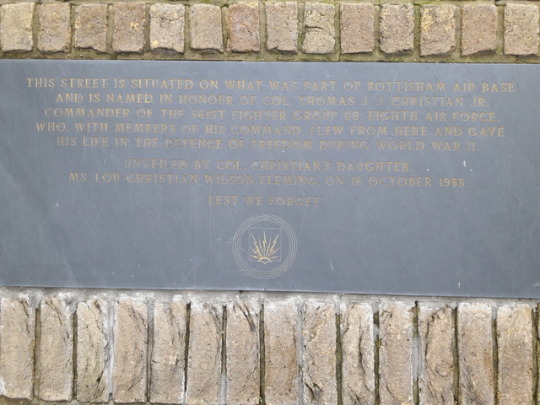 THIS STREET IS SITUATED ON WHAT WAS PART OF BOTTISHAM AIR BASE
AND IS NAMED IN HONOUR OF COL. THOMAS J. J. CHRISTIAN JR.
COMMANDER OF THE 361ST FIGHTER GROUP US EIGHTH AIR FORCE,
WHO, WITH MEMBERS OF HIS COMMAND FLEW FROM HERE AND GAVE
HIS LIFE IN THE DEFENCE OF FREEDOM DURING WORLD WAR II
UNVEILED BY COL. CHRISTIAN'S DAUGHTER
MS LOU CHRISTIAN WILSON FLEMING, ON 16 OCTOBER 1988
LEST WE FORGET